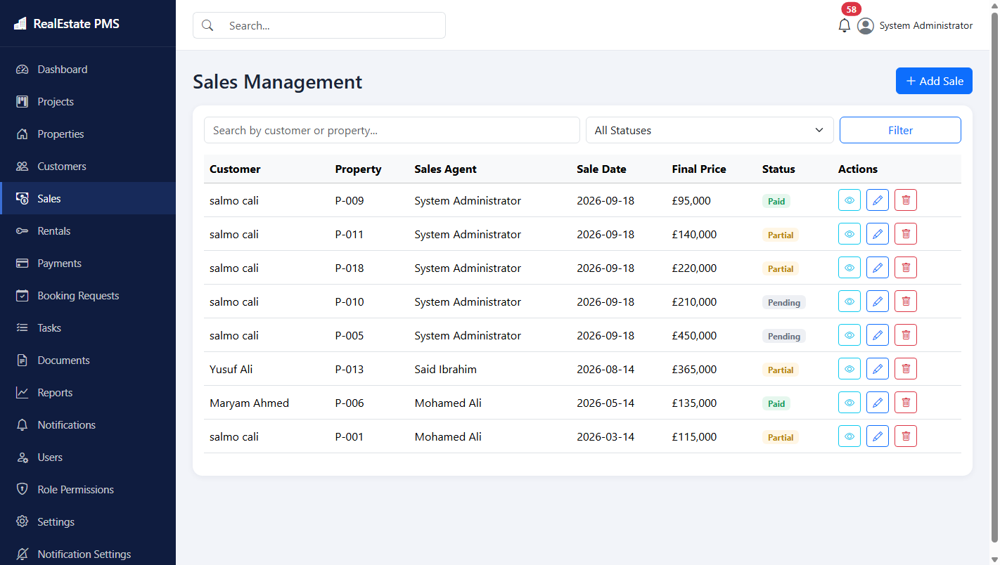 RealEstate PMS
Dashboard
Projects
Properties
Customers
Sales
Rentals
Payments
Booking Requests
Tasks
Documents
Reports
Notifications
Users
Role Permissions
Settings
Notification Settings
Search...
58
System Administrator
Sales Management
+ Add Sale
Search by customer or property...
All Statuses
Filter
Customer Property Sales Agent Sale Date Final Price Status Actions
salmo cali P-009 System Administrator 2026-09-18 £95,000 Paid
salmo cali P-011 System Administrator 2026-09-18 £140,000 Partial
salmo cali P-018 System Administrator 2026-09-18 £220,000 Partial
salmo cali P-010 System Administrator 2026-09-18 £210,000 Pending
salmo cali P-005 System Administrator 2026-09-18 £450,000 Pending
Yusuf Ali P-013 Said Ibrahim 2026-08-14 £365,000 Partial
Maryam Ahmed P-006 Mohamed Ali 2026-05-14 £135,000 Paid
salmo cali P-001 Mohamed Ali 2026-03-14 £115,000 Partial